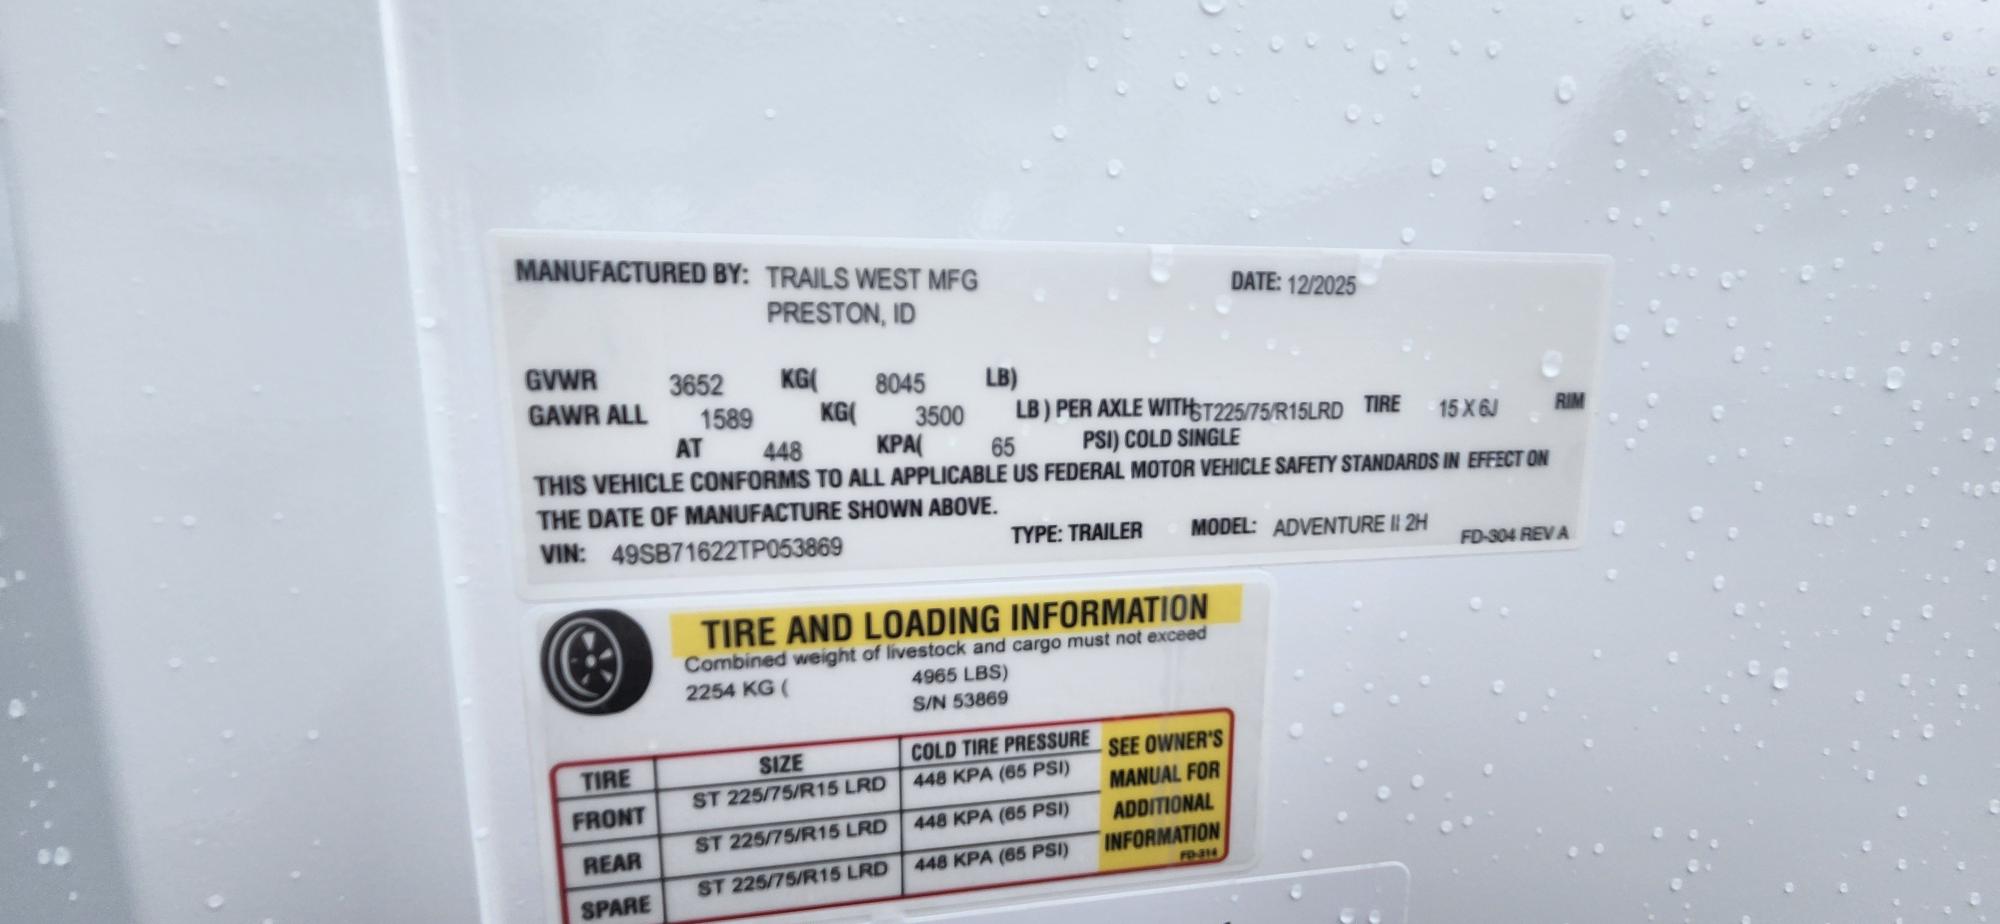 MANUFACTURED BY: TRAILS WEST MFG DATE: 12/2025
PRESTON, ID
GVWR 3652 KG( 8045 LB)
GAWR ALL 1589 KG( 3500 LB ) PER AXLE WITH ST225/75/R15LRD TIRE 15 X 6J RIM
AT 448 KPA( 65 PSI) COLD SINGLE
THIS VEHICLE CONFORMS TO ALL APPLICABLE US FEDERAL MOTOR VEHICLE SAFETY STANDARDS IN EFFECT ON
THE DATE OF MANUFACTURE SHOWN ABOVE.
VIN: 49SB71622TP053869 TYPE: TRAILER MODEL: ADVENTURE II 2H FD-304 REV A
TIRE AND LOADING INFORMATION
Combined weight of livestock and cargo must not exceed
2254 KG ( 4965 LBS)
S/N 53869
TIRE SIZE COLD TIRE PRESSURE
FRONT ST 225/75/R15 LRD 448 KPA (65 PSI)
REAR ST 225/75/R15 LRD 448 KPA (65 PSI)
SPARE ST 225/75/R15 LRD 448 KPA (65 PSI)
SEE OWNER'S
MANUAL FOR
ADDITIONAL
INFORMATION
FD-314